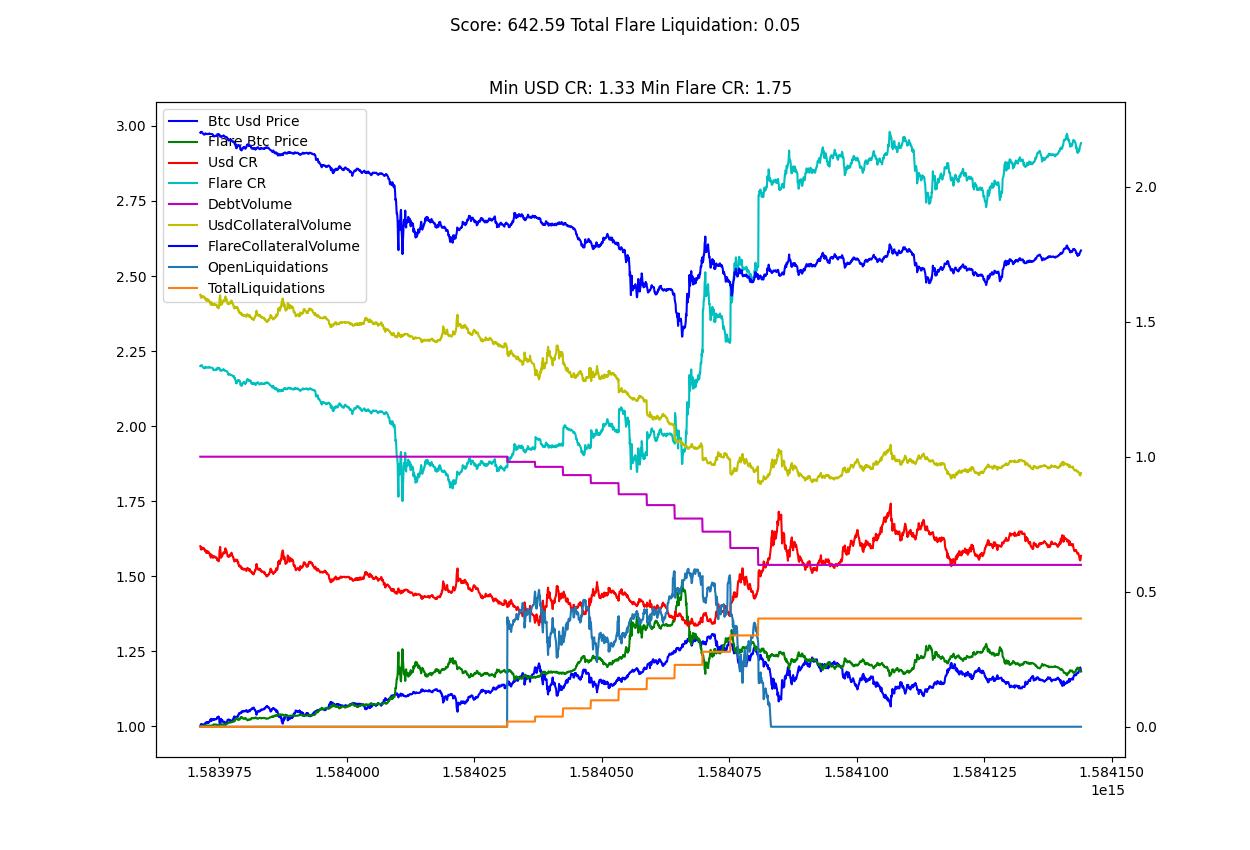 Score: 642.59 Total Flare Liquidation: 0.05
Min USD CR: 1.33 Min Flare CR: 1.75
Btc Usd Price
Flare Btc Price
Usd CR
Flare CR
DebtVolume
UsdCollateralVolume
FlareCollateralVolume
OpenLiquidations
TotalLiquidations
3.00
2.75
2.50
2.25
2.00
1.75
1.50
1.25
1.00
2.0
1.5
1.0
0.5
0.0
1.583975 1.584000 1.584025 1.584050 1.584075 1.584100 1.584125 1.584150
1e15